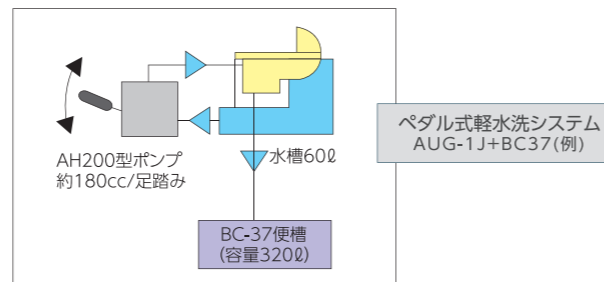 AH200型ポンプ
約180cc/足踏み
水槽60ℓ
BC-37便槽
(容量320ℓ)
ペダル式軽水洗システム
AUG-1J+BC37(例)